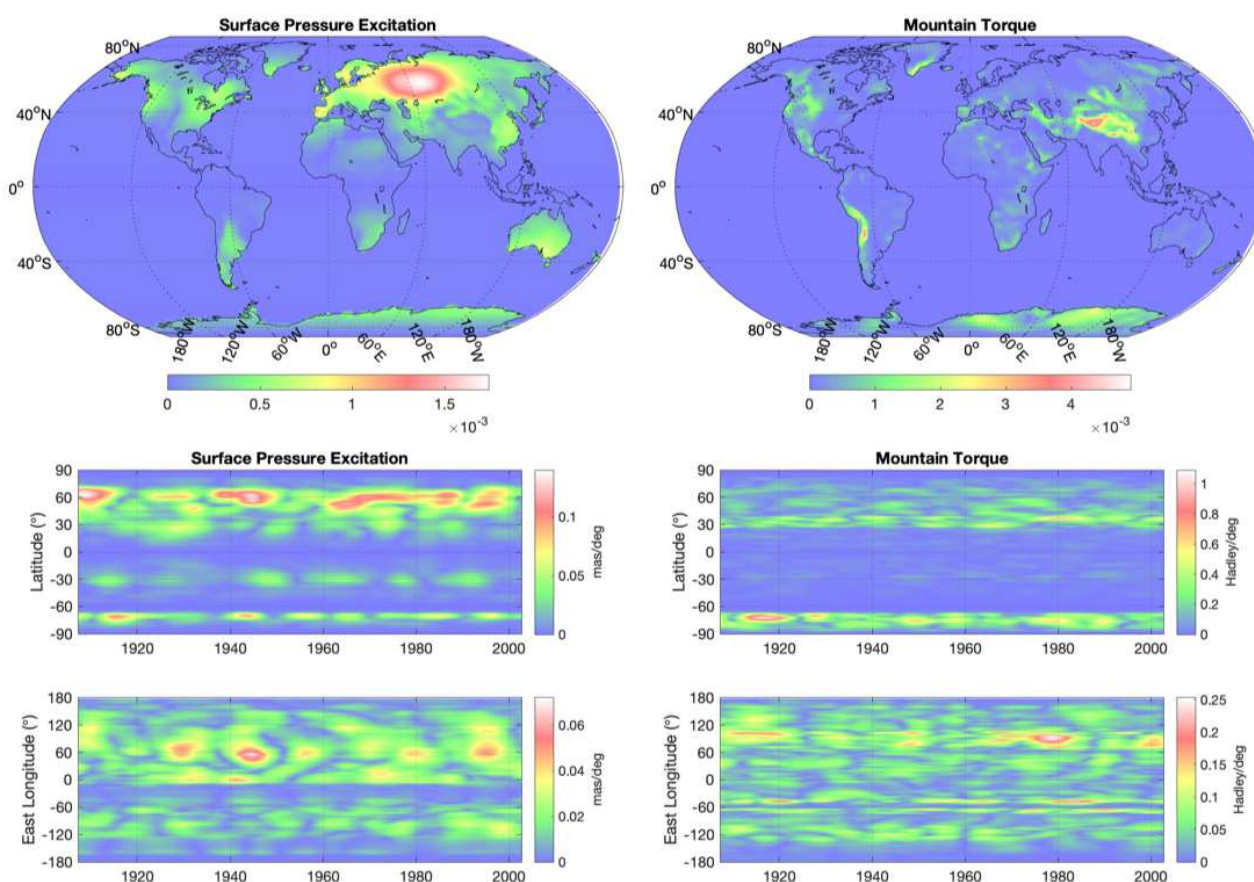 Surface Pressure Excitation
80°N
40°N
0°
40°S
80°S
180°W
120°W
60°W
0°
60°E
120°E
180°W
0
0.5
1
1.5
×10⁻³
Mountain Torque
80°N
40°N
0°
40°S
80°S
180°W
120°W
60°W
0°
60°E
120°E
180°W
0
1
2
3
4
×10⁻³
Surface Pressure Excitation
90
60
30
0
-30
-60
-90
Latitude (°)
1920
1940
1960
1980
2000
0.1
0.05
0
mas/deg
Mountain Torque
90
60
30
0
-30
-60
-90
Latitude (°)
1920
1940
1960
1980
2000
1
0.8
0.6
0.4
0.2
0
Hadley/deg
180
120
60
0
-60
-120
-180
East Longitude (°)
1920
1940
1960
1980
2000
0.06
0.04
0.02
0
mas/deg
180
120
60
0
-60
-120
-180
East Longitude (°)
1920
1940
1960
1980
2000
0.25
0.2
0.15
0.1
0.05
0
Hadley/deg